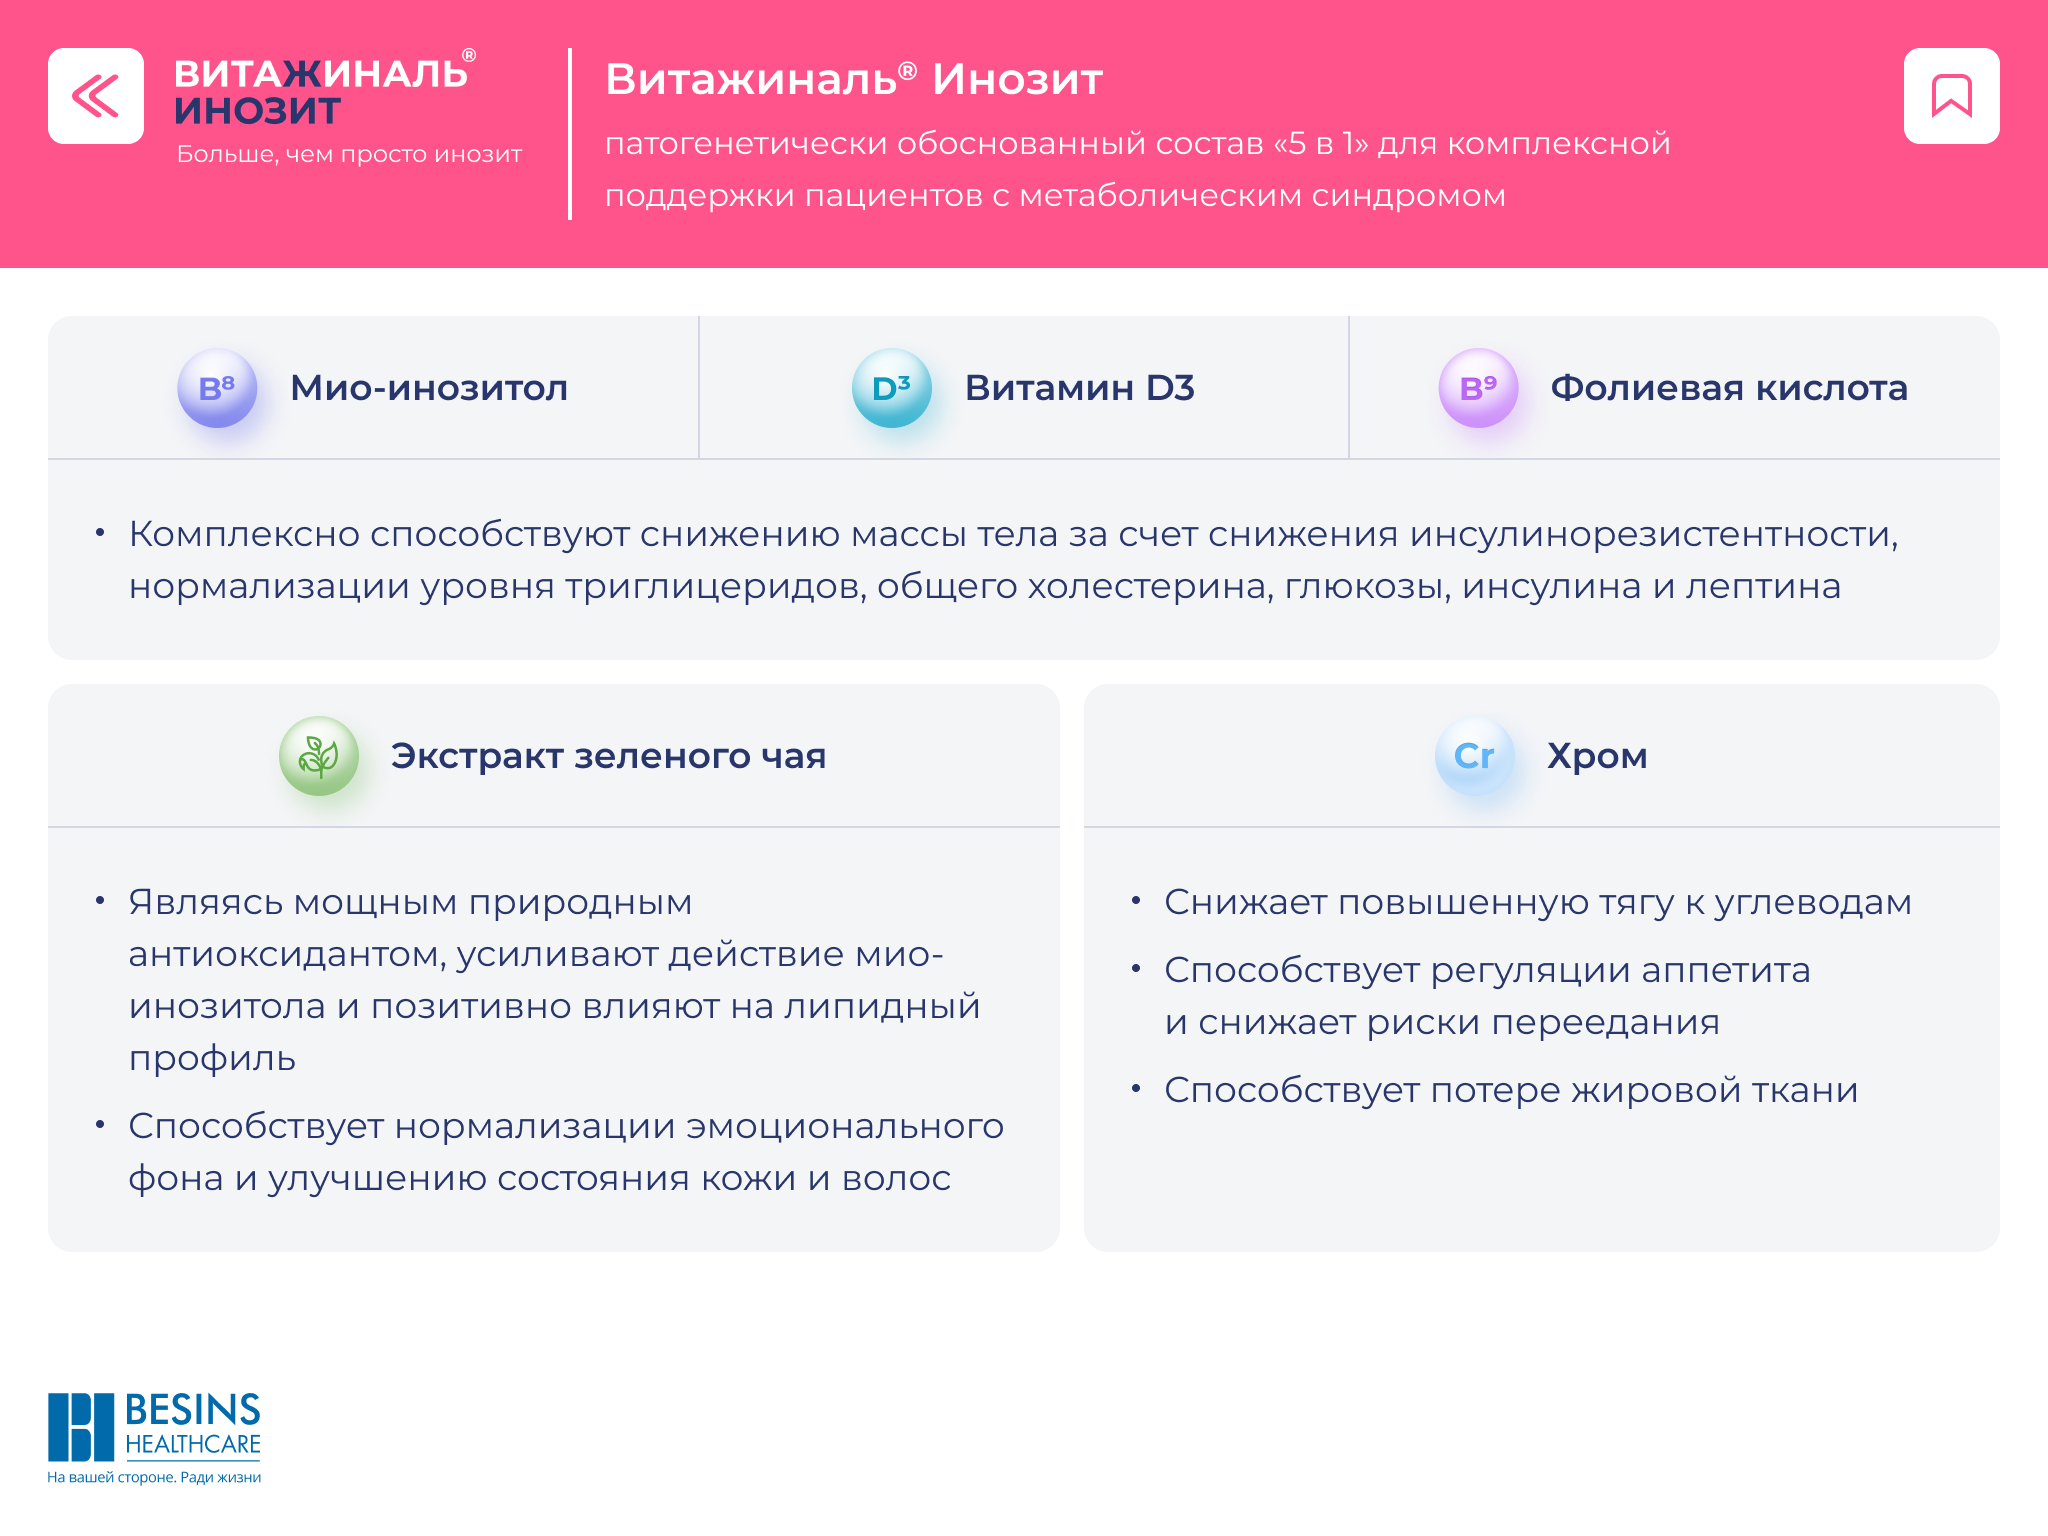 ВИТАЖИНАЛЬ®
ИНОЗИТ
Больше, чем просто инозит
Витажиналь® Инозит
патогенетически обоснованный состав «5 в 1» для комплексной
поддержки пациентов с метаболическим синдромом
B⁸ Мио-инозитол
D³ Витамин D3
B⁹ Фолиевая кислота
• Комплексно способствуют снижению массы тела за счет снижения инсулинорезистентности,
нормализации уровня триглицеридов, общего холестерина, глюкозы, инсулина и лептина
Экстракт зеленого чая
• Являясь мощным природным
антиоксидантом, усиливают действие мио-
инозитола и позитивно влияют на липидный
профиль
• Способствует нормализации эмоционального
фона и улучшению состояния кожи и волос
Cr Хром
• Снижает повышенную тягу к углеводам
• Способствует регуляции аппетита
и снижает риски переедания
• Способствует потере жировой ткани
BESINS
HEALTHCARE
На вашей стороне. Ради жизни